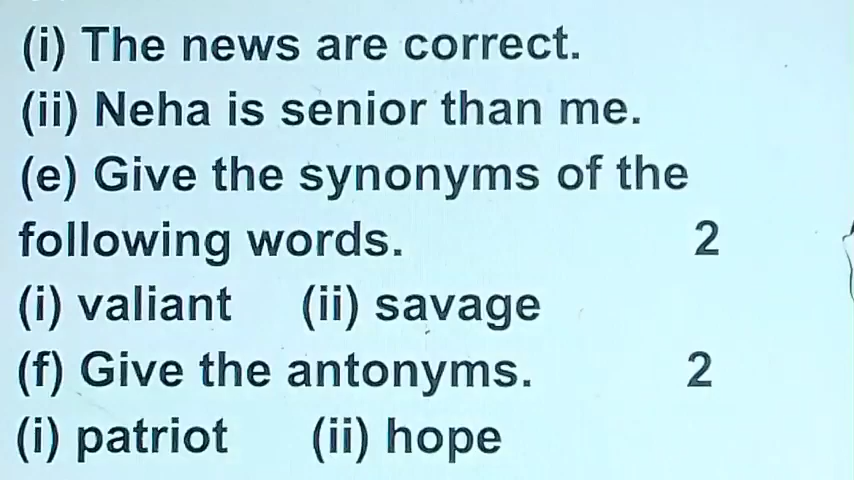 (i) The news are correct.
(ii) Neha is senior than me.
(e) Give the synonyms of the
following words. 2
(i) valiant (ii) savage
(f) Give the antonyms. 2
(i) patriot (ii) hope